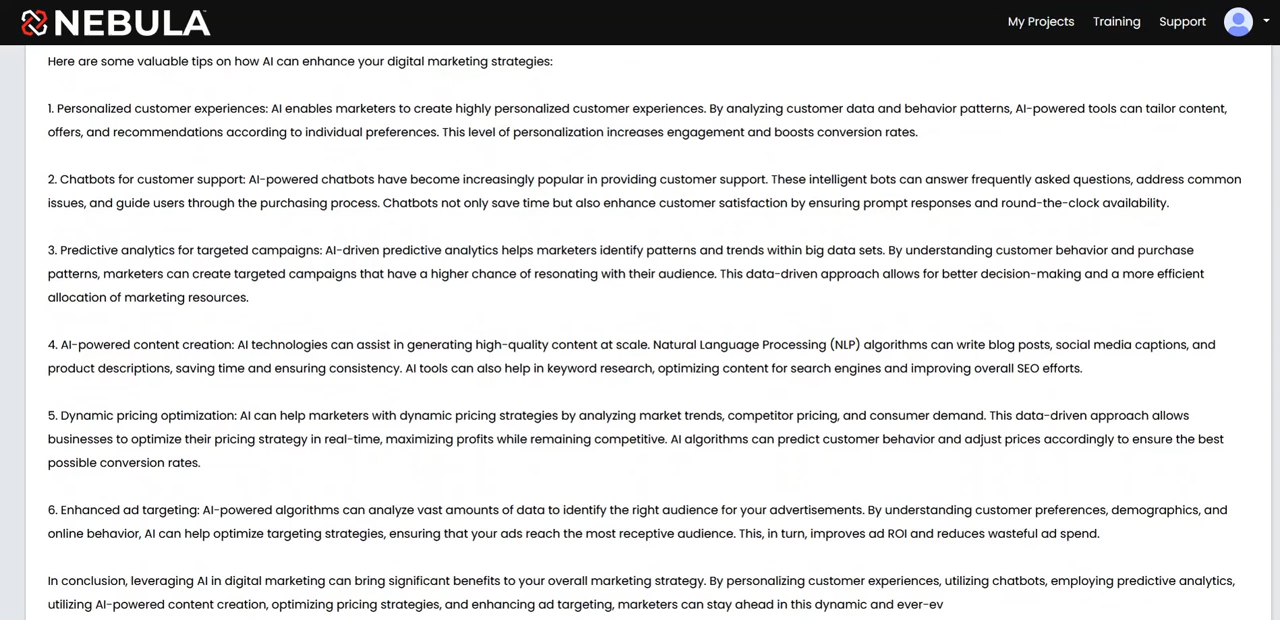 NEBULA
My Projects Training Support
Here are some valuable tips on how AI can enhance your digital marketing strategies:
1. Personalized customer experiences: AI enables marketers to create highly personalized customer experiences. By analyzing customer data and behavior patterns, AI-powered tools can tailor content,
offers, and recommendations according to individual preferences. This level of personalization increases engagement and boosts conversion rates.
2. Chatbots for customer support: AI-powered chatbots have become increasingly popular in providing customer support. These intelligent bots can answer frequently asked questions, address common
issues, and guide users through the purchasing process. Chatbots not only save time but also enhance customer satisfaction by ensuring prompt responses and round-the-clock availability.
3. Predictive analytics for targeted campaigns: AI-driven predictive analytics helps marketers identify patterns and trends within big data sets. By understanding customer behavior and purchase
patterns, marketers can create targeted campaigns that have a higher chance of resonating with their audience. This data-driven approach allows for better decision-making and a more efficient
allocation of marketing resources.
4. AI-powered content creation: AI technologies can assist in generating high-quality content at scale. Natural Language Processing (NLP) algorithms can write blog posts, social media captions, and
product descriptions, saving time and ensuring consistency. AI tools can also help in keyword research, optimizing content for search engines and improving overall SEO efforts.
5. Dynamic pricing optimization: AI can help marketers with dynamic pricing strategies by analyzing market trends, competitor pricing, and consumer demand. This data-driven approach allows
businesses to optimize their pricing strategy in real-time, maximizing profits while remaining competitive. AI algorithms can predict customer behavior and adjust prices accordingly to ensure the best
possible conversion rates.
6. Enhanced ad targeting: AI-powered algorithms can analyze vast amounts of data to identify the right audience for your advertisements. By understanding customer preferences, demographics, and
online behavior, AI can help optimize targeting strategies, ensuring that your ads reach the most receptive audience. This, in turn, improves ad ROI and reduces wasteful ad spend.
In conclusion, leveraging AI in digital marketing can bring significant benefits to your overall marketing strategy. By personalizing customer experiences, utilizing chatbots, employing predictive analytics,
utilizing AI-powered content creation, optimizing pricing strategies, and enhancing ad targeting, marketers can stay ahead in this dynamic and ever-ev